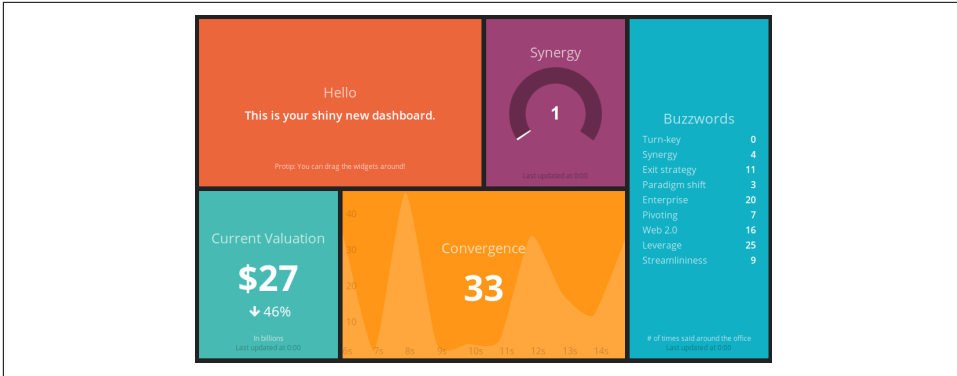 Hello
This is your shiny new dashboard.
Protip: You can drag the widgets around!
Synergy
1
Last updated at 0:00
Buzzwords
Turn-key 0
Synergy 4
Exit strategy 11
Paradigm shift 3
Enterprise 20
Pivoting 7
Web 2.0 16
Leverage 25
Streamlininess 9
# of times said around the office
Last updated at 0:00
Current Valuation
$27
46%
In billions
Last updated at 0:00
Convergence
33
40
30
20
10
6s 7s 8s 9s 10s 11s 12s 13s 14s